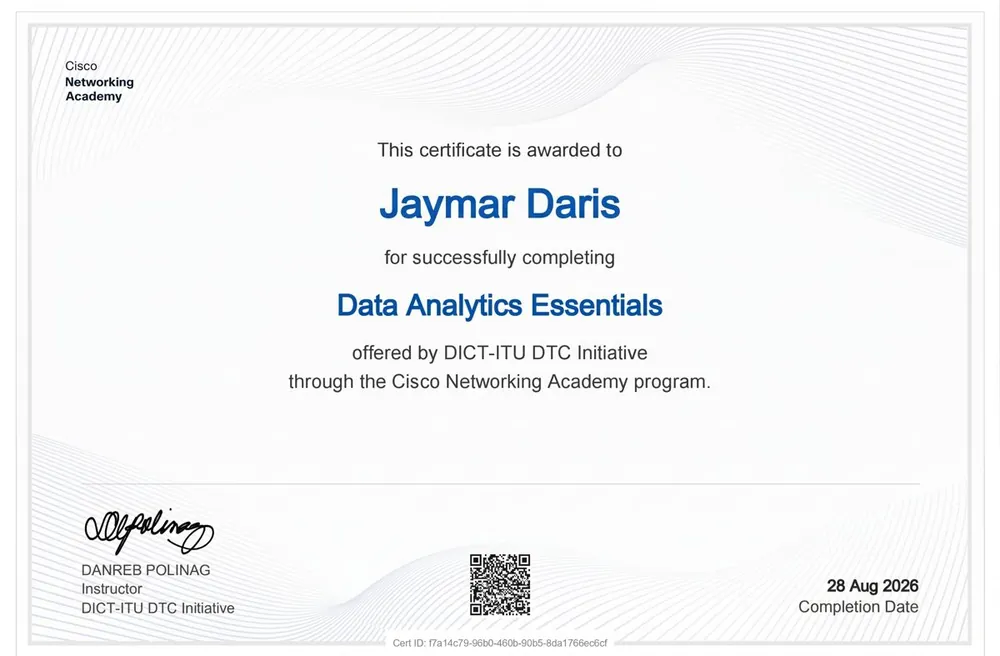 Cisco
Networking
Academy
This certificate is awarded to
Jaymar Daris
for successfully completing
Data Analytics Essentials
offered by DICT-ITU DTC Initiative
through the Cisco Networking Academy program.
DANREB POLINAG
Instructor
DICT-ITU DTC Initiative
28 Aug 2026
Completion Date
Cert ID: f7a14c79-96b0-460b-90b5-8da1766ec6cf